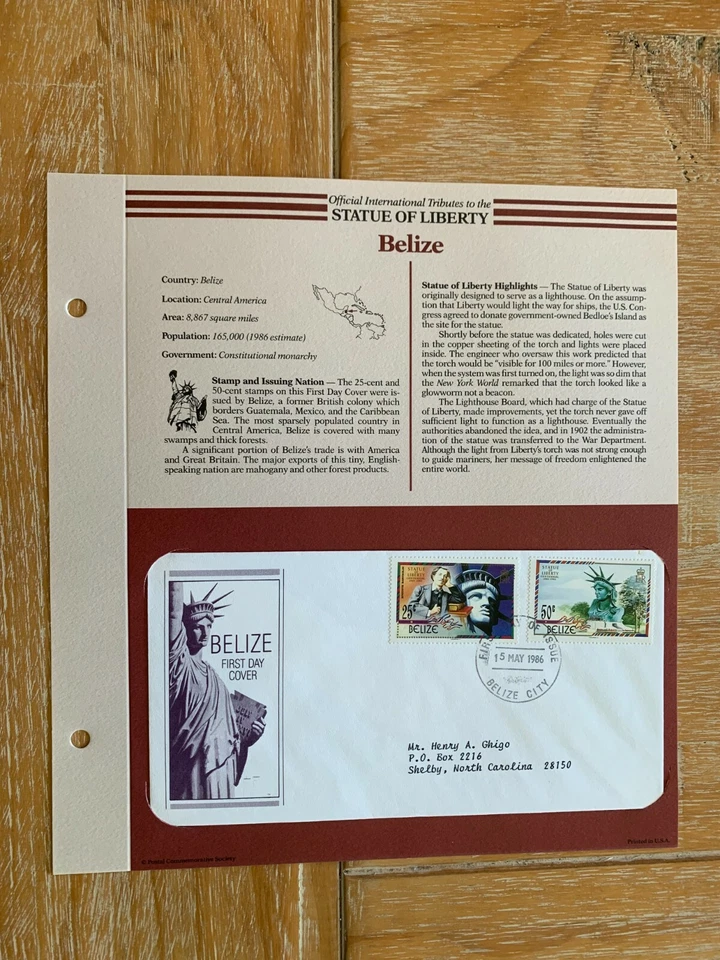 Official International Tributes to the
STATUE OF LIBERTY
Belize
Country: Belize
Location: Central America
Area: 8,867 square miles
Population: 165,000 (1986 estimate)
Government: Constitutional monarchy
Stamp and Issuing Nation — The 25-cent and
50-cent stamps on this First Day Cover were is-
sued by Belize, a former British colony which
borders Guatemala, Mexico, and the Caribbean
Sea. The most sparsely populated country in
Central America, Belize is covered with many
swamps and thick forests.
A significant portion of Belize's trade is with America
and Great Britain. The major exports of this tiny, English-
speaking nation are mahogany and other forest products.
Statue of Liberty Highlights — The Statue of Liberty was
originally designed to serve as a lighthouse. On the assump-
tion that Liberty would light the way for ships, the U.S. Con-
gress agreed to donate government-owned Bedloe's Island as
the site for the statue.
Shortly before the statue was dedicated, holes were cut
in the copper sheeting of the torch and lights were placed
inside. The engineer who oversaw this work predicted that
the torch would be "visible for 100 miles or more." However,
when the system was first turned on, the light was so dim that
the New York World remarked that the torch looked like a
glowworm not a beacon.
The Lighthouse Board, which had charge of the Statue
of Liberty, made improvements, yet the torch never gave off
sufficient light to function as a lighthouse. Eventually the
authorities abandoned the idea, and in 1902 the administra-
tion of the statue was transferred to the War Department.
Although the light from Liberty's torch was not strong enough
to guide mariners, her message of freedom enlightened the
entire world.
BELIZE
FIRST DAY
COVER
JULY
STATUE
OF
LIBERTY
25¢
BELIZE
STATUE
OF
LIBERTY
50¢
BELIZE
FIRST DAY OF ISSUE
15 MAY 1986
BELIZE CITY
Mr. Henry A. Ghigo
P.O. Box 2216
Shelby, North Carolina 28150
© Postal Commemorative Society
Printed in U.S.A.